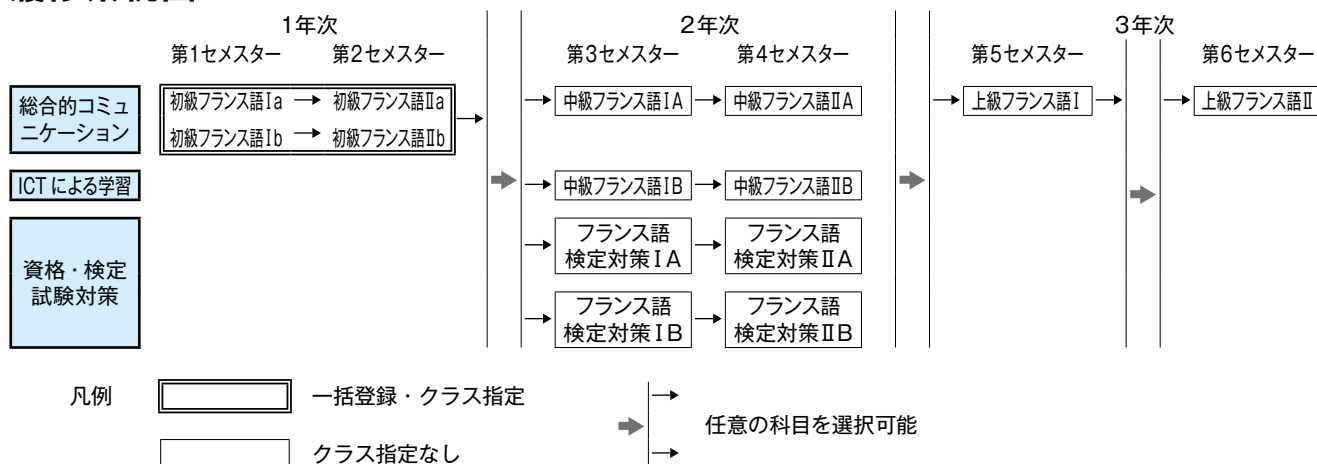 1年次 2年次 3年次
第1セメスター 第2セメスター 第3セメスター 第4セメスター 第5セメスター 第6セメスター
総合的コミュ
ニケーション
初級フランス語Ⅰa → 初級フランス語Ⅱa
初級フランス語Ⅰb → 初級フランス語Ⅱb
中級フランス語ⅠA → 中級フランス語ⅡA
上級フランス語Ⅰ
上級フランス語Ⅱ
ICTによる学習
中級フランス語ⅠB → 中級フランス語ⅡB
資格・検定
試験対策
フランス語
検定対策ⅠA
フランス語
検定対策ⅡA
フランス語
検定対策ⅠB
フランス語
検定対策ⅡB
凡例
一括登録・クラス指定
任意の科目を選択可能
クラス指定なし